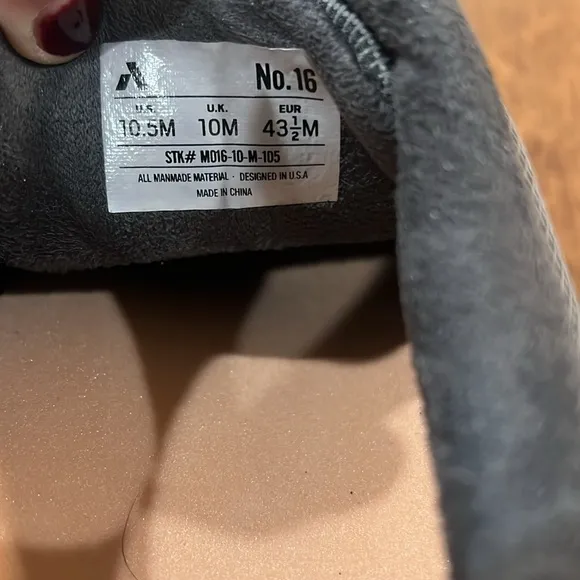 No.16
U.S. U.K. EUR
10.5M 10M 43½M
STK# M016-10-M-105
ALL MANMADE MATERIAL · DESIGNED IN U.S.A
MADE IN CHINA